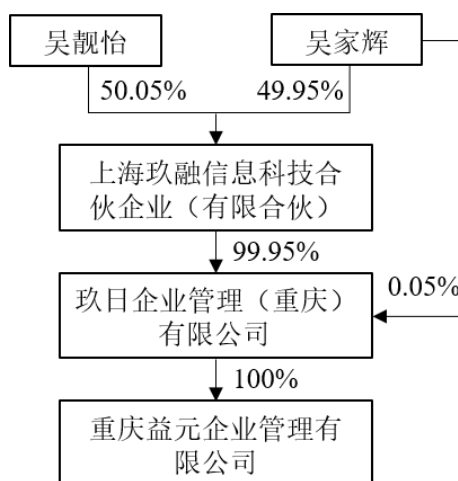 吴靓怡
吴家辉
50.05%
49.95%
上海玖融信息科技合
伙企业（有限合伙）
99.95%
玖日企业管理（重庆）
有限公司
0.05%
100%
重庆益元企业管理有
限公司